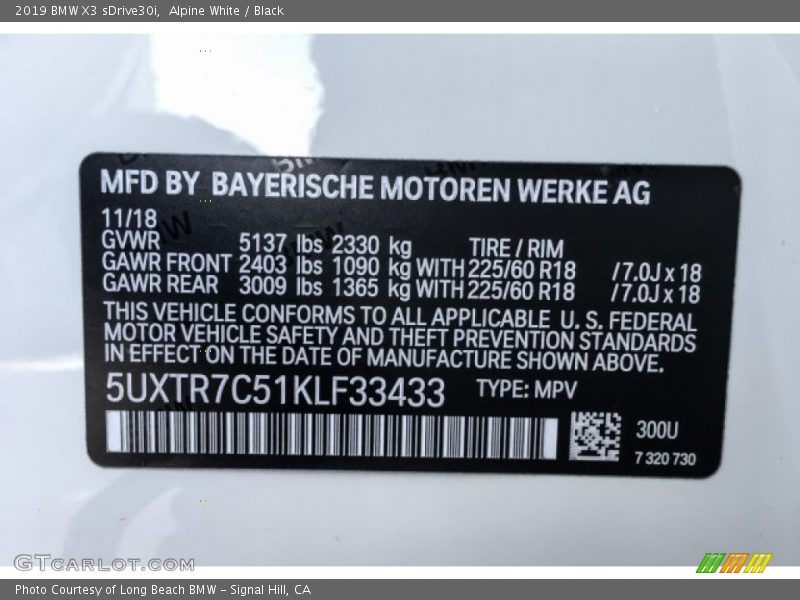 2019 BMW X3 sDrive30i,  Alpine White / Black
MFD BY BAYERISCHE MOTOREN WERKE AG
11/18
GVWR 5137 lbs 2330 kg TIRE / RIM
GAWR FRONT 2403 lbs 1090 kg WITH 225/60 R18 /7.0J x 18
GAWR REAR 3009 lbs 1365 kg WITH 225/60 R18 /7.0J x 18
THIS VEHICLE CONFORMS TO ALL APPLICABLE U. S. FEDERAL
MOTOR VEHICLE SAFETY AND THEFT PREVENTION STANDARDS
IN EFFECT ON THE DATE OF MANUFACTURE SHOWN ABOVE.
5UXTR7C51KLF33433 TYPE: MPV
300U
7 320 730
GTCARLOT.COM
Photo Courtesy of Long Beach BMW - Signal Hill, CA